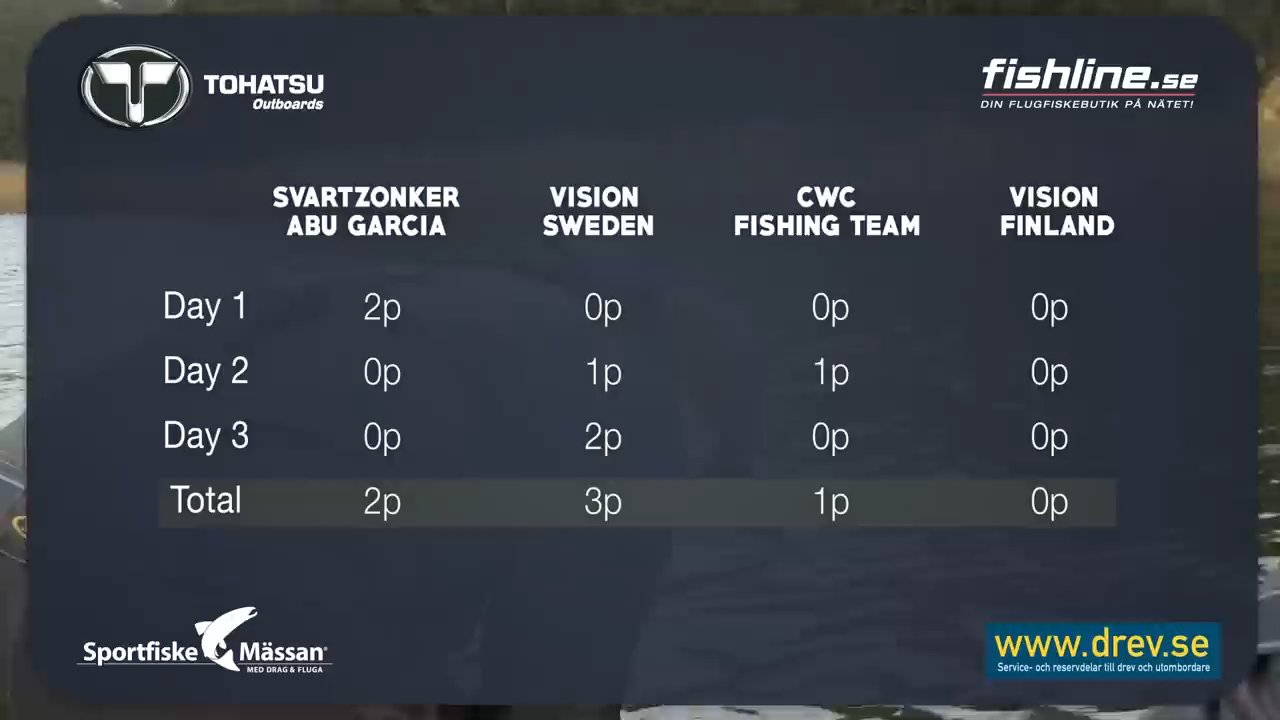 TOHATSU
Outboards
fishline.se
DIN FLUGFISKEBUTIK PÅ NÄTET!
SVARTZONKER
ABU GARCIA
VISION
SWEDEN
CWC
FISHING TEAM
VISION
FINLAND
Day 1 2p 0p 0p 0p
Day 2 0p 1p 1p 0p
Day 3 0p 2p 0p 0p
Total 2p 3p 1p 0p
Sportfiske Mässan®
MED DRAG & FLUGA
www.drev.se
Service- och reservdelar till drev och utombordare